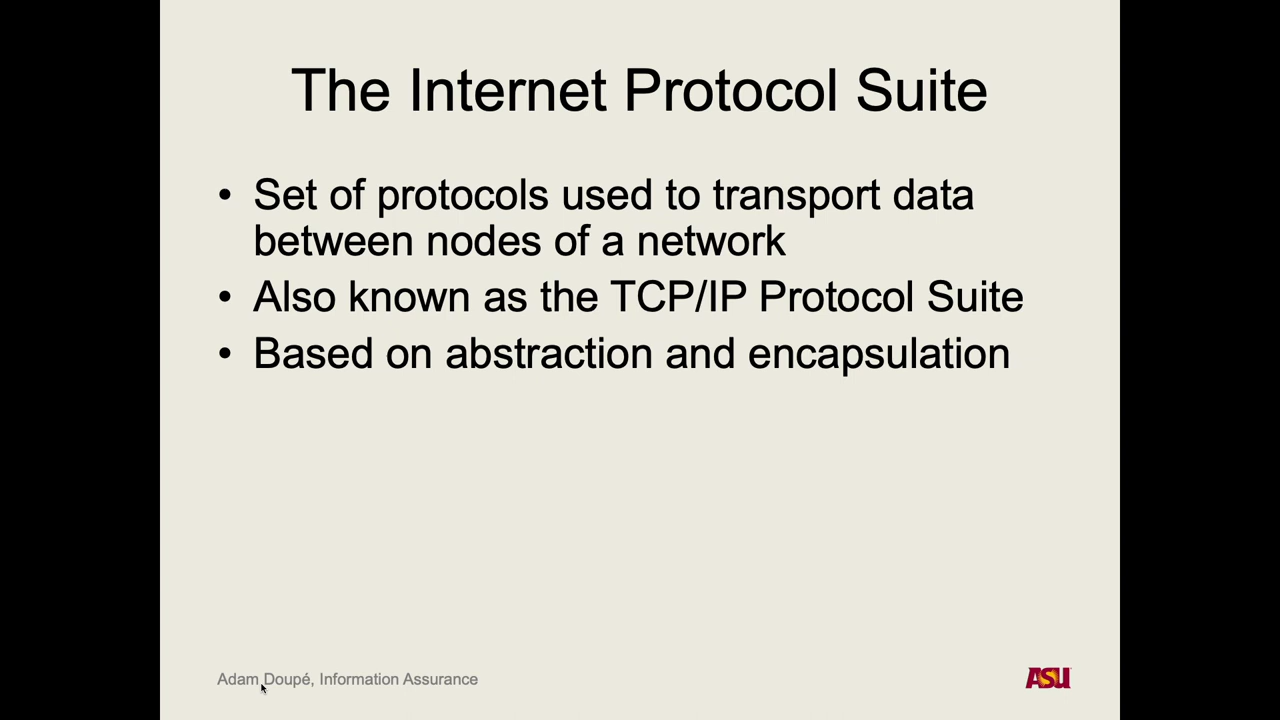 The Internet Protocol Suite
• Set of protocols used to transport data
between nodes of a network
• Also known as the TCP/IP Protocol Suite
• Based on abstraction and encapsulation
Adam Doupé, Information Assurance
ASU